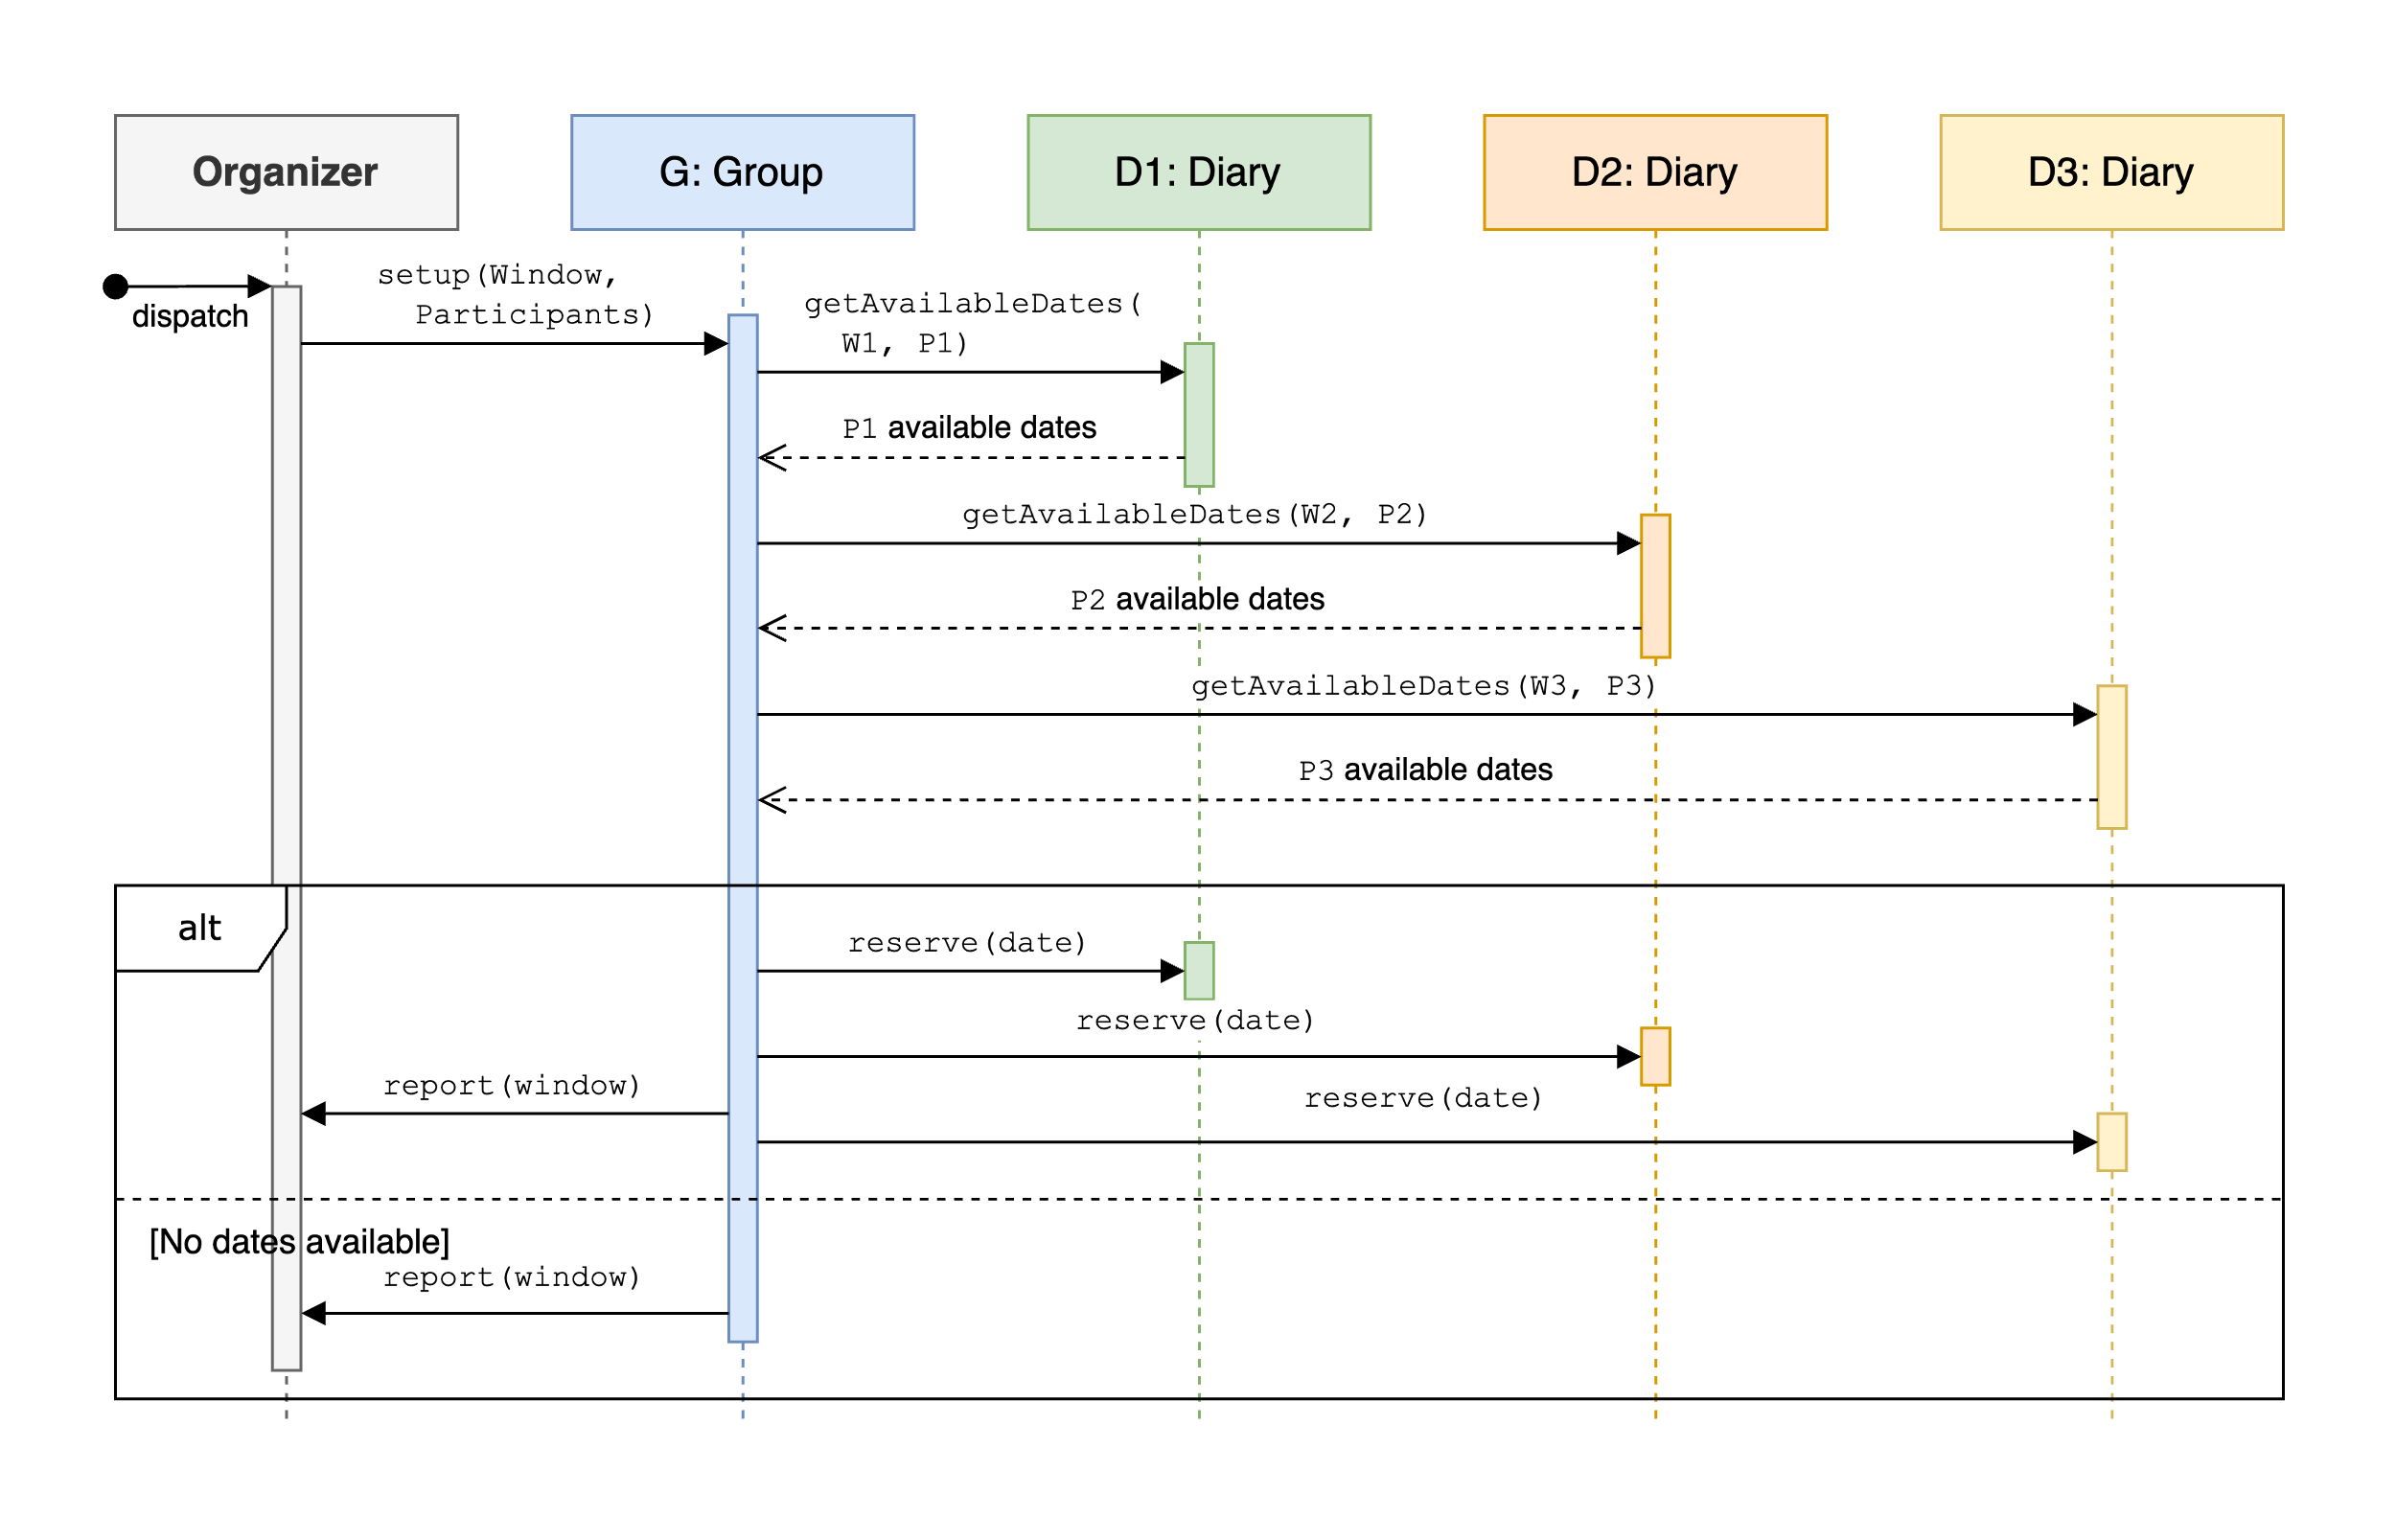 Organizer
G: Group
D1: Diary
D2: Diary
D3: Diary
dispatch
setup(Window,
Participants)
getAvailableDates(
W1, P1)
P1 available dates
getAvailableDates(W2, P2)
P2 available dates
getAvailableDates(W3, P3)
P3 available dates
alt
reserve(date)
reserve(date)
report(window)
reserve(date)
[No dates available]
report(window)